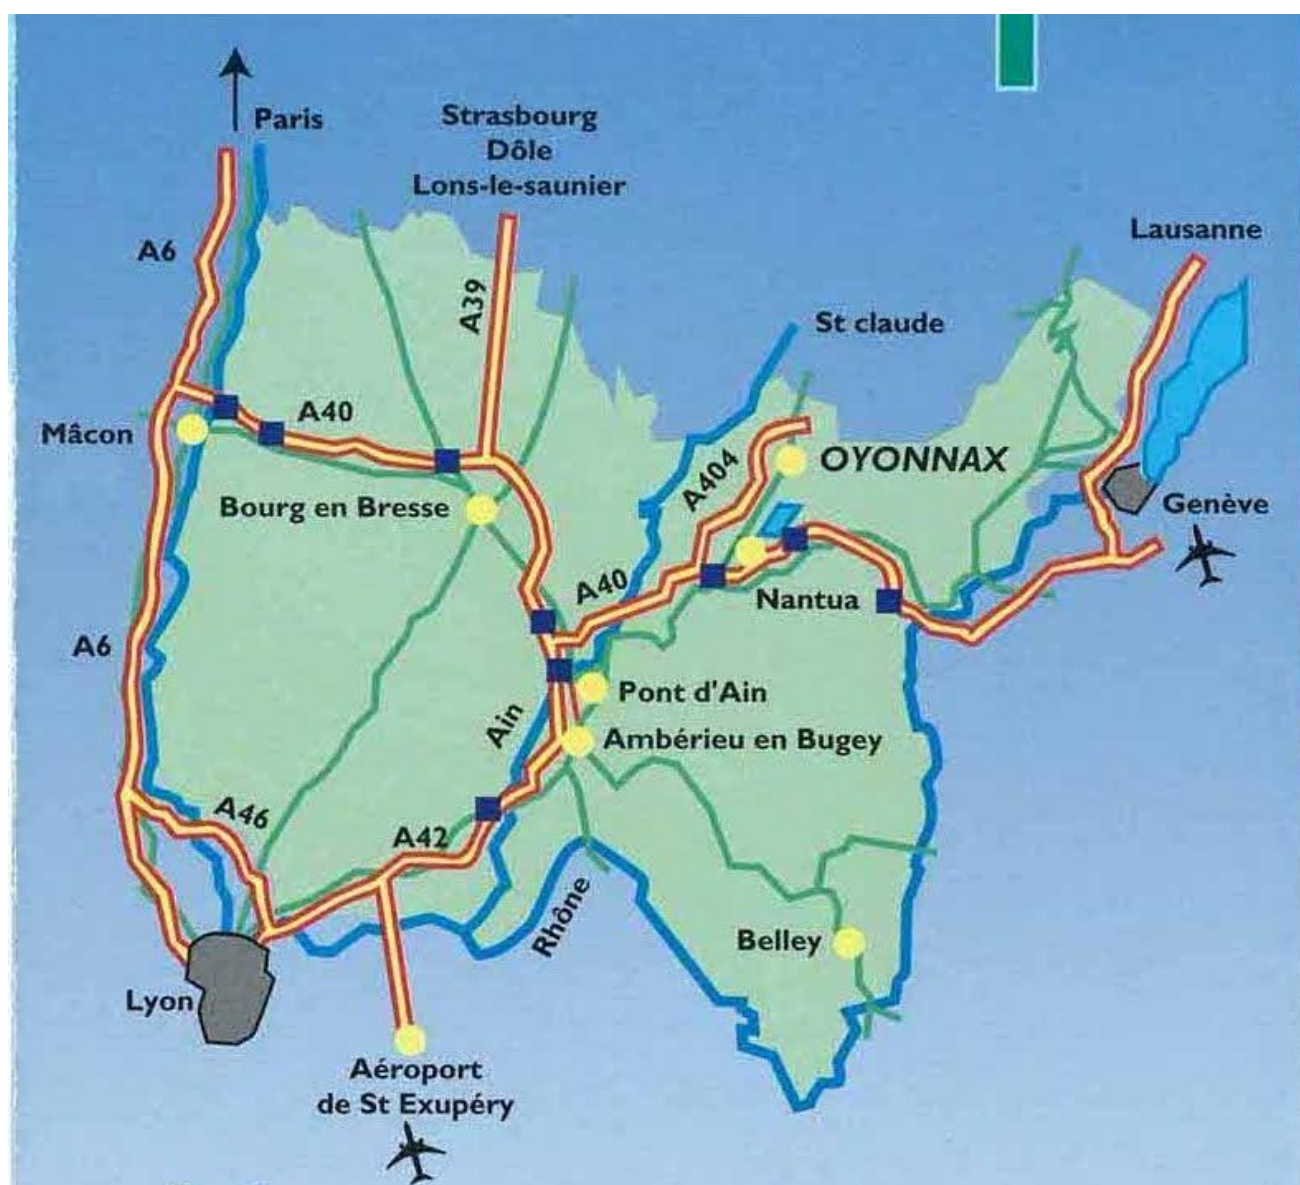 Paris
Strasbourg
Dôle
Lons-le-saunier
A6
A39
Lausanne
St claude
A40
Mâcon
A404
OYONNAX
Bourg en Bresse
Genève
A40
Nantua
A6
Pont d'Ain
Ain
Ambérieu en Bugey
A46
A42
Rhône
Belley
Lyon
Aéroport
de St Exupéry